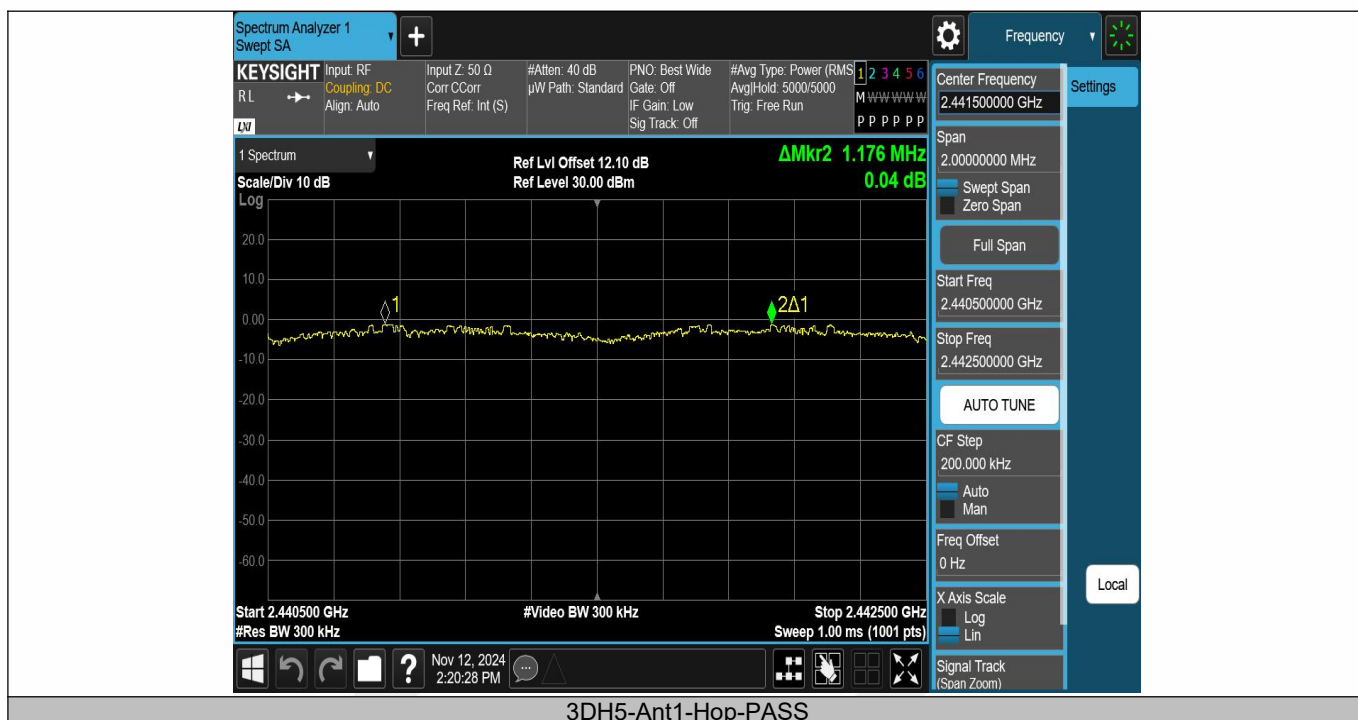 Spectrum Analyzer 1
Swept SA
+
Frequency
KEYSIGHT
RL
LXI
Input: RF
Coupling: DC
Align: Auto
Input Z: 50 Ω
Corr CCorr
Freq Ref: Int (S)
#Atten: 40 dB
µW Path: Standard
PNO: Best Wide
Gate: Off
IF Gain: Low
Sig Track: Off
#Avg Type: Power (RMS
Avg|Hold: 5000/5000
Trig: Free Run
1 2 3 4 5 6
M W W W W W
P P P P P P
1 Spectrum
Scale/Div 10 dB
Log
Ref Lvl Offset 12.10 dB
Ref Level 30.00 dBm
ΔMkr2 1.176 MHz
0.04 dB
20.0
10.0
0.00
-10.0
-20.0
-30.0
-40.0
-50.0
-60.0
1
2Δ1
Start 2.440500 GHz
#Res BW 300 kHz
#Video BW 300 kHz
Stop 2.442500 GHz
Sweep 1.00 ms (1001 pts)
?
Nov 12, 2024
2:20:28 PM
Center Frequency
2.441500000 GHz
Settings
Span
2.00000000 MHz
Swept Span
Zero Span
Full Span
Start Freq
2.440500000 GHz
Stop Freq
2.442500000 GHz
AUTO TUNE
CF Step
200.000 kHz
Auto
Man
Freq Offset
0 Hz
Local
X Axis Scale
Log
Lin
Signal Track
(Span Zoom)
3DH5-Ant1-Hop-PASS